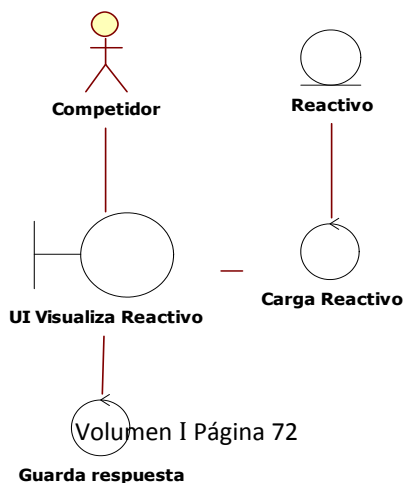 Competidor
Reactivo
UI Visualiza Reactivo
Carga Reactivo
Volumen I Página 72
Guarda respuesta